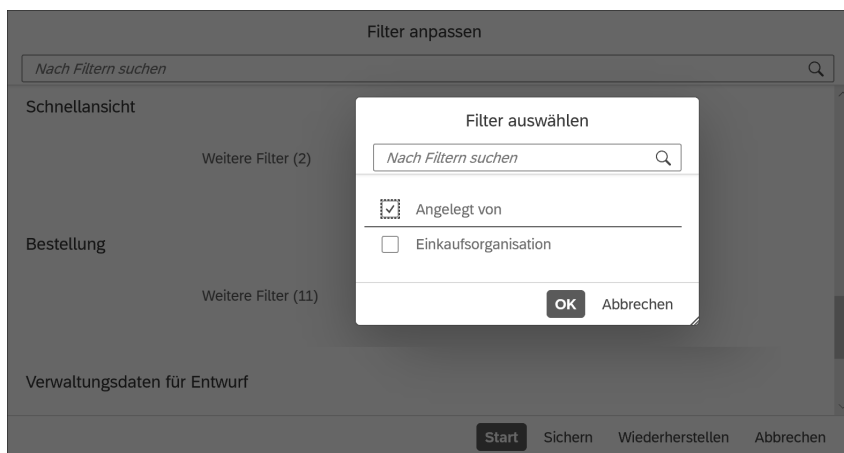 Filter anpassen
Nach Filtern suchen
Schnellansicht
Weitere Filter (2)
Bestellung
Weitere Filter (11)
Verwaltungsdaten für Entwurf
Filter auswählen
Nach Filtern suchen
Angelegt von
Einkaufsorganisation
OK Abbrechen
Start Sichern Wiederherstellen Abbrechen